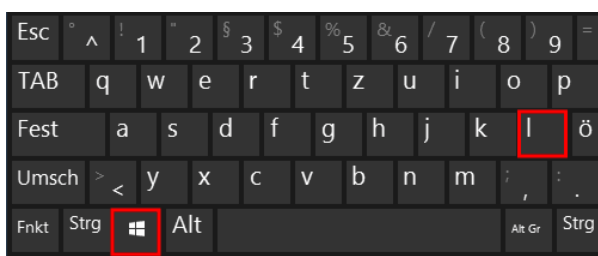 Esc ° ^ ! 1 " 2 § 3 $ 4 % 5 & 6 / 7 ( 8 ) 9 =
TAB q w e r t z u i o p
Fest a s d f g h j k l ö
Umsch > < y x c v b n m ; , : .
Fnkt Strg Alt Alt Gr Strg